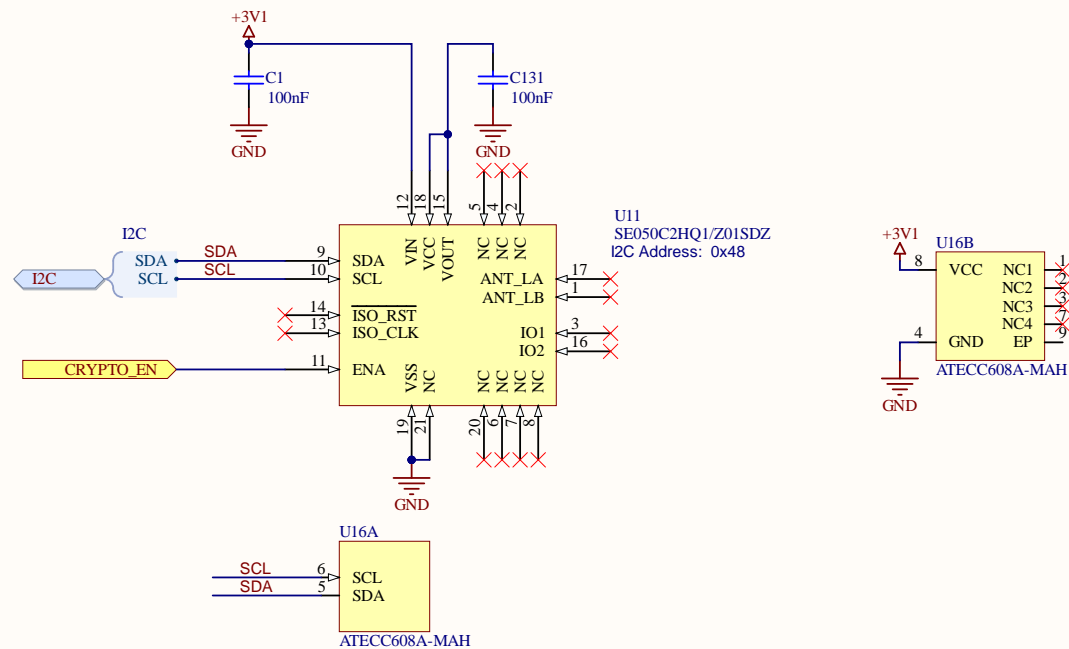 +3V1
C1
100nF
GND
C131
100nF
GND
12
18
15
5
4
2
VIN
VCC
VOUT
NC
NC
NC
U11
SE050C2HQ1/Z01SDZ
I2C Address: 0x48
I2C
I2C
SDA
SCL
SDA
SCL
9
10
SDA
SCL
14
13
ISO_RST
ISO_CLK
CRYPTO_EN
11
ENA
ANT_LA
17
ANT_LB
1
IO1
3
IO2
16
VSS
NC
NC
NC
NC
NC
19
21
20
6
7
8
GND
+3V1
U16B
8
VCC
NC1
1
NC2
2
NC3
3
NC4
7
4
GND
EP
9
ATECC608A-MAH
GND
U16A
SCL
6
SCL
SDA
5
SDA
ATECC608A-MAH